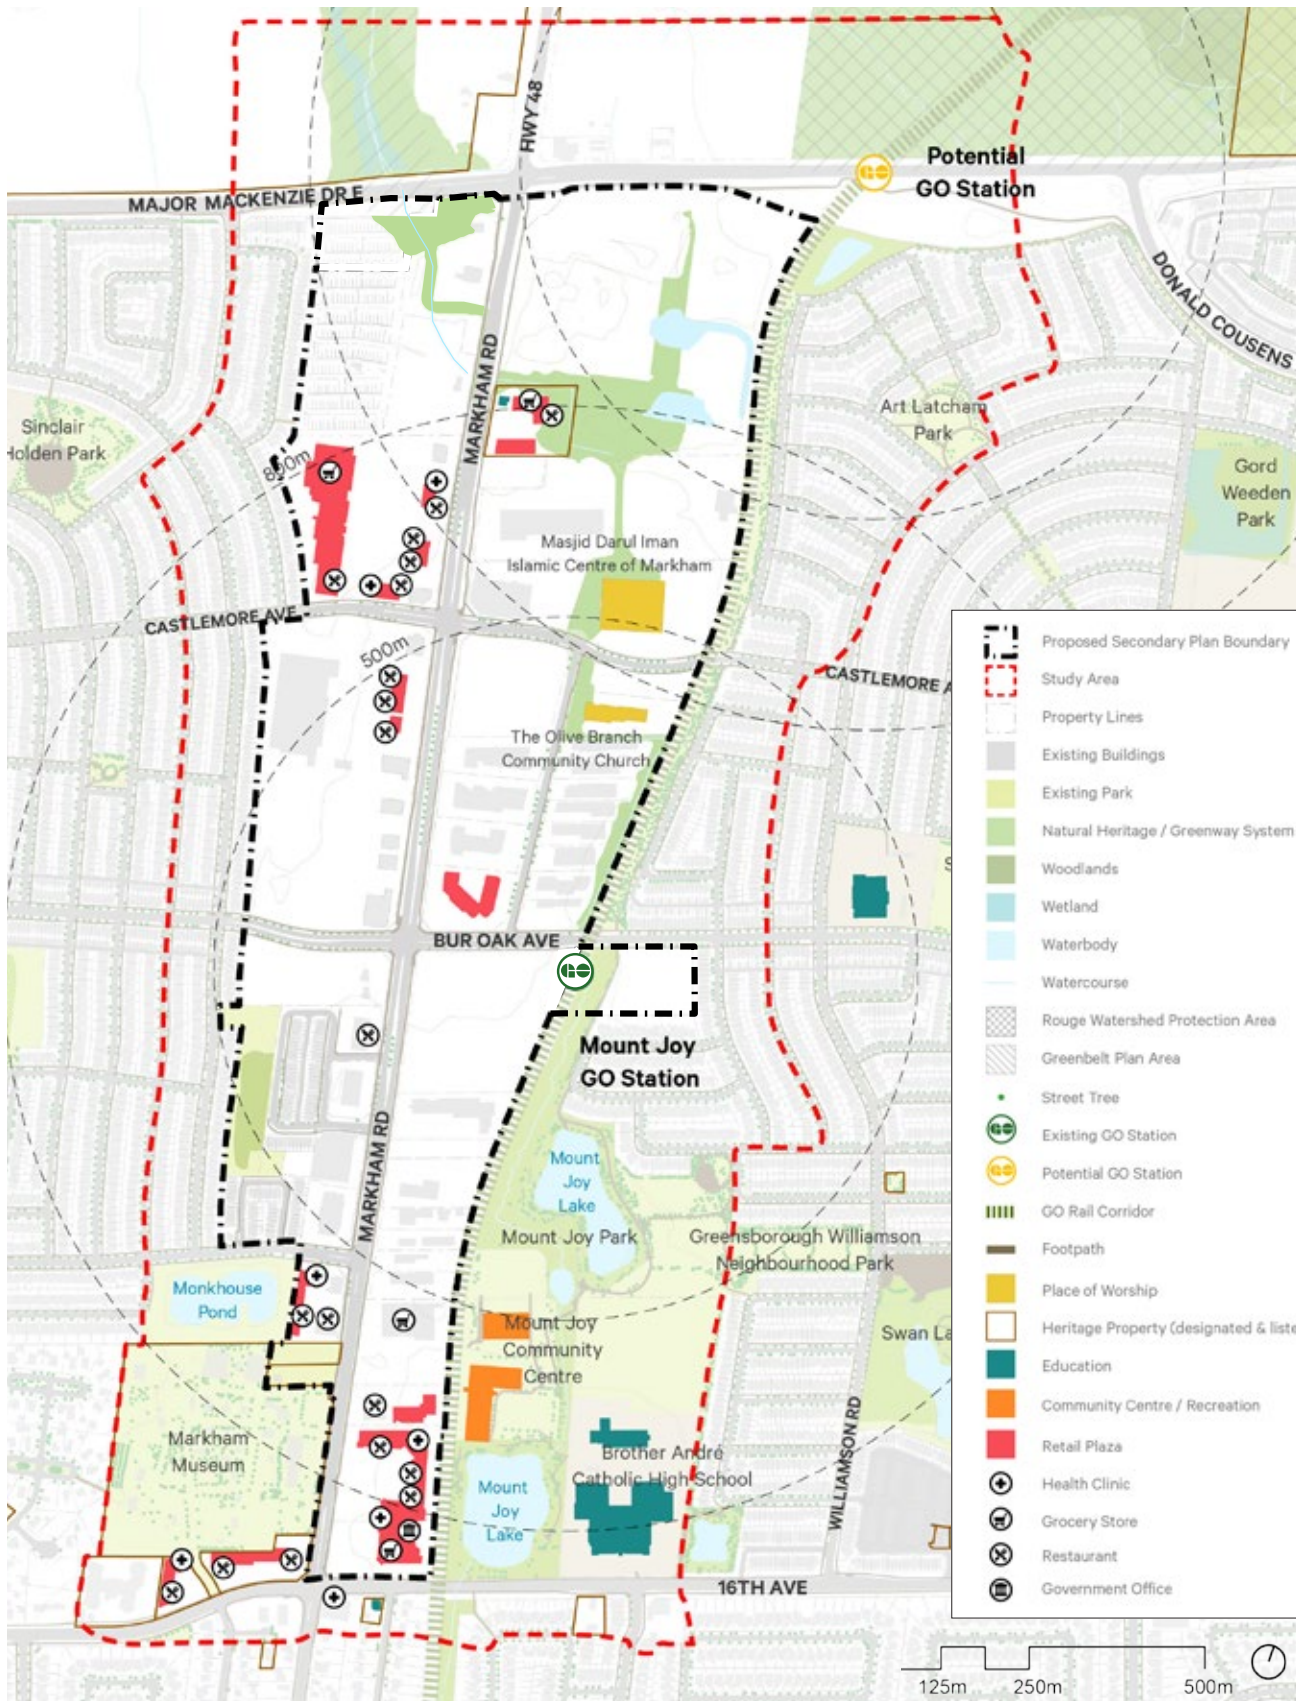 HWY 48
Potential
GO Station
GO
MAJOR MACKENZIE DR E
DONALD COUSENS
MARKHAM RD
Sinclair
Holden Park
Art Latcham
Park
Gord
Weeden
Park
800m
Masjid Darul Iman
Islamic Centre of Markham
CASTLEMORE AVE
500m
CASTLEMORE A
The Olive Branch
Community Church
BUR OAK AVE
GO
Mount Joy
GO Station
MARKHAM RD
Mount
Joy
Lake
Mount Joy Park
Greensborough Williamson
Neighbourhood Park
Monkhouse
Pond
Mount Joy
Community
Centre
Swan La
Markham
Museum
Brother André
Catholic High School
Mount
Joy
Lake
WILLIAMSON RD
16TH AVE
Proposed Secondary Plan Boundary
Study Area
Property Lines
Existing Buildings
Existing Park
Natural Heritage / Greenway System
Woodlands
Wetland
Waterbody
Watercourse
Rouge Watershed Protection Area
Greenbelt Plan Area
Street Tree
GO Existing GO Station
GO Potential GO Station
GO Rail Corridor
Footpath
Place of Worship
Heritage Property (designated & liste
Education
Community Centre / Recreation
Retail Plaza
Health Clinic
Grocery Store
Restaurant
Government Office
125m 250m 500m